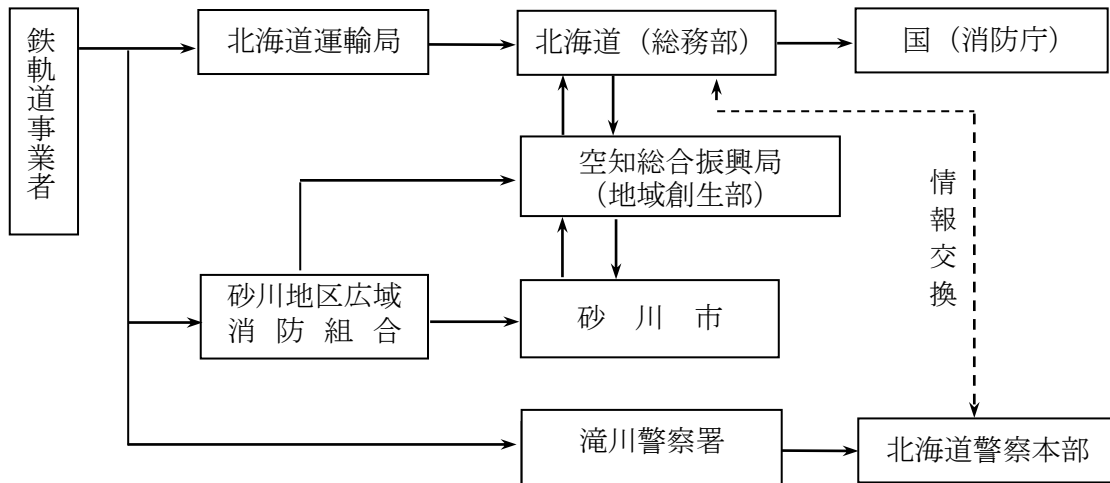 鉄軌道事業者
北海道運輸局
北海道（総務部）
国（消防庁）
空知総合振興局
（地域創生部）
情報交換
砂川地区広域
消防組合
砂川市
滝川警察署
北海道警察本部